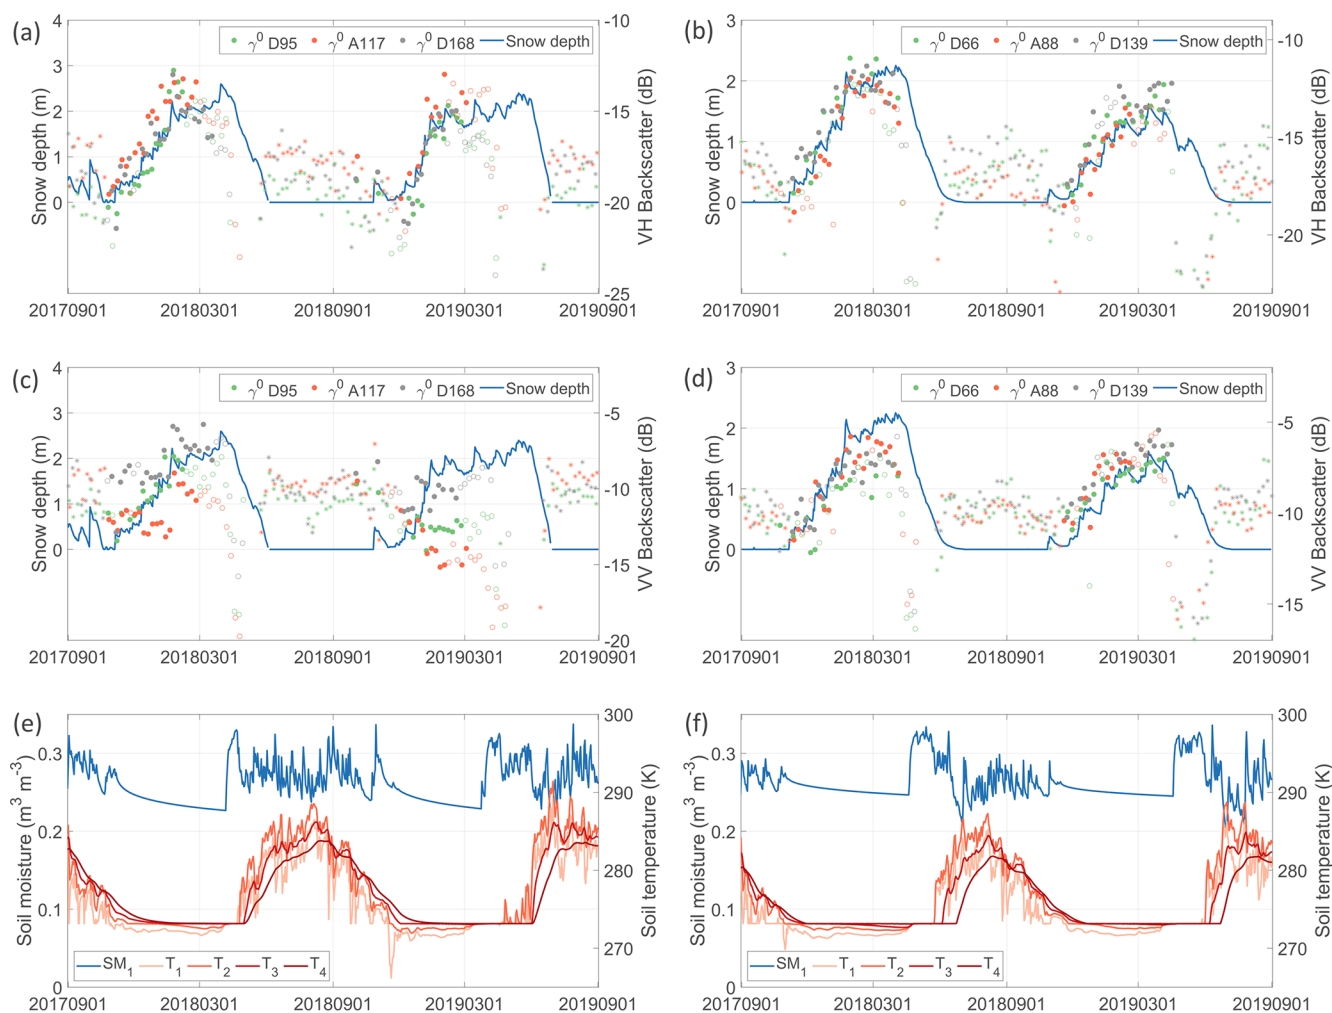 (a)
γ⁰ D95 γ⁰ A117 γ⁰ D168 Snow depth
4
3
2
1
0
Snow depth (m)
-10
-15
-20
-25
VH Backscatter (dB)
20170901 20180301 20180901 20190301 20190901
(b)
γ⁰ D66 γ⁰ A88 γ⁰ D139 Snow depth
3
2
1
0
Snow depth (m)
-10
-15
-20
VH Backscatter (dB)
20170901 20180301 20180901 20190301 20190901
(c)
γ⁰ D95 γ⁰ A117 γ⁰ D168 Snow depth
4
3
2
1
0
Snow depth (m)
-5
-10
-15
-20
VV Backscatter (dB)
20170901 20180301 20180901 20190301 20190901
(d)
γ⁰ D66 γ⁰ A88 γ⁰ D139 Snow depth
3
2
1
0
Snow depth (m)
-5
-10
-15
VV Backscatter (dB)
20170901 20180301 20180901 20190301 20190901
(e)
0.3
0.2
0.1
0
Soil moisture (m³ m⁻³)
300
290
280
270
Soil temperature (K)
SM₁ T₁ T₂ T₃ T₄
20170901 20180301 20180901 20190301 20190901
(f)
0.3
0.2
0.1
0
Soil moisture (m³ m⁻³)
300
290
280
270
Soil temperature (K)
SM₁ T₁ T₂ T₃ T₄
20170901 20180301 20180901 20190301 20190901